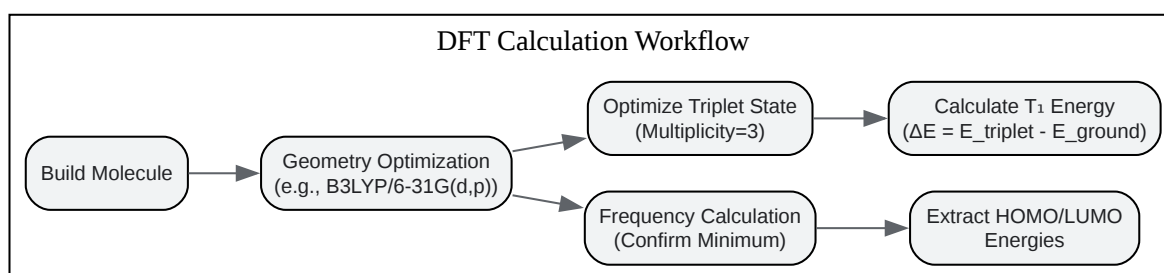 DFT Calculation Workflow
Build Molecule
Geometry Optimization
(e.g., B3LYP/6-31G(d,p))
Optimize Triplet State
(Multiplicity=3)
Calculate T₁ Energy
(ΔE = E_triplet - E_ground)
Frequency Calculation
(Confirm Minimum)
Extract HOMO/LUMO
Energies